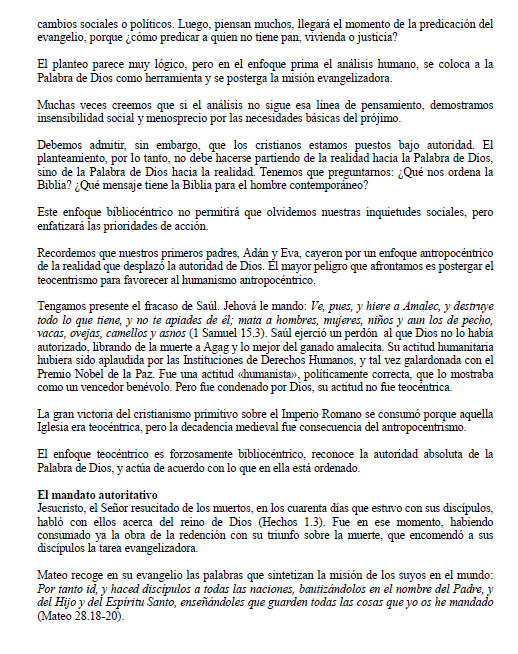 cambios sociales o políticos. Luego, piensan muchos, llegará el momento de la predicación del
evangelio, porque ¿cómo predicar a quien no tiene pan, vivienda o justicia?
El planteo parece muy lógico, pero en el enfoque prima el análisis humano, se coloca a la
Palabra de Dios como herramienta y se posterga la misión evangelizadora.
Muchas veces creemos que si el análisis no sigue esa línea de pensamiento, demostramos
insensibilidad social y menosprecio por las necesidades básicas del prójimo.
Debemos admitir, sin embargo, que los cristianos estamos puestos bajo autoridad. El
planteamiento, por lo tanto, no debe hacerse partiendo de la realidad hacia la Palabra de Dios,
sino de la Palabra de Dios hacia la realidad. Tenemos que preguntarnos: ¿Qué nos ordena la
Biblia? ¿Qué mensaje tiene la Biblia para el hombre contemporáneo?
Este enfoque bibliocéntrico no permitirá que olvidemos nuestras inquietudes sociales, pero
enfatizará las prioridades de acción.
Recordemos que nuestros primeros padres, Adán y Eva, cayeron por un enfoque antropocéntrico
de la realidad que desplazó la autoridad de Dios. El mayor peligro que afrontamos es postergar el
teocentrismo para favorecer al humanismo antropocéntrico.
Tengamos presente el fracaso de Saúl. Jehová le mando: Ve, pues, y hiere a Amalec, y destruye
todo lo que tiene, y no te apiades de él; mata a hombres, mujeres, niños y aun los de pecho,
vacas, ovejas, camellos y asnos (1 Samuel 15.3). Saúl ejerció un perdón al que Dios no lo había
autorizado, librando de la muerte a Agag y lo mejor del ganado amalecita. Su actitud humanitaria
hubiera sido aplaudida por las Instituciones de Derechos Humanos, y tal vez galardonada con el
Premio Nobel de la Paz. Fue una actitud «humanista», políticamente correcta, que lo mostraba
como un vencedor benévolo. Pero fue condenado por Dios, su actitud no fue teocéntrica.
La gran victoria del cristianismo primitivo sobre el Imperio Romano se consumó porque aquella
Iglesia era teocéntrica, pero la decadencia medieval fue consecuencia del antropocentrismo.
El enfoque teocéntrico es forzosamente bibliocéntrico, reconoce la autoridad absoluta de la
Palabra de Dios, y actúa de acuerdo con lo que en ella está ordenado.
El mandato autoritativo
Jesucristo, el Señor resucitado de los muertos, en los cuarenta días que estuvo con sus discípulos,
habló con ellos acerca del reino de Dios (Hechos 1.3). Fue en ese momento, habiendo
consumado ya la obra de la redención con su triunfo sobre la muerte, que encomendó a sus
discípulos la tarea evangelizadora.
Mateo recoge en su evangelio las palabras que sintetizan la misión de los suyos en el mundo:
Por tanto id, y haced discípulos a todas las naciones, bautizándolos en el nombre del Padre, y
del Hijo y del Espíritu Santo, enseñándoles que guarden todas las cosas que yo os he mandado
(Mateo 28.18-20).